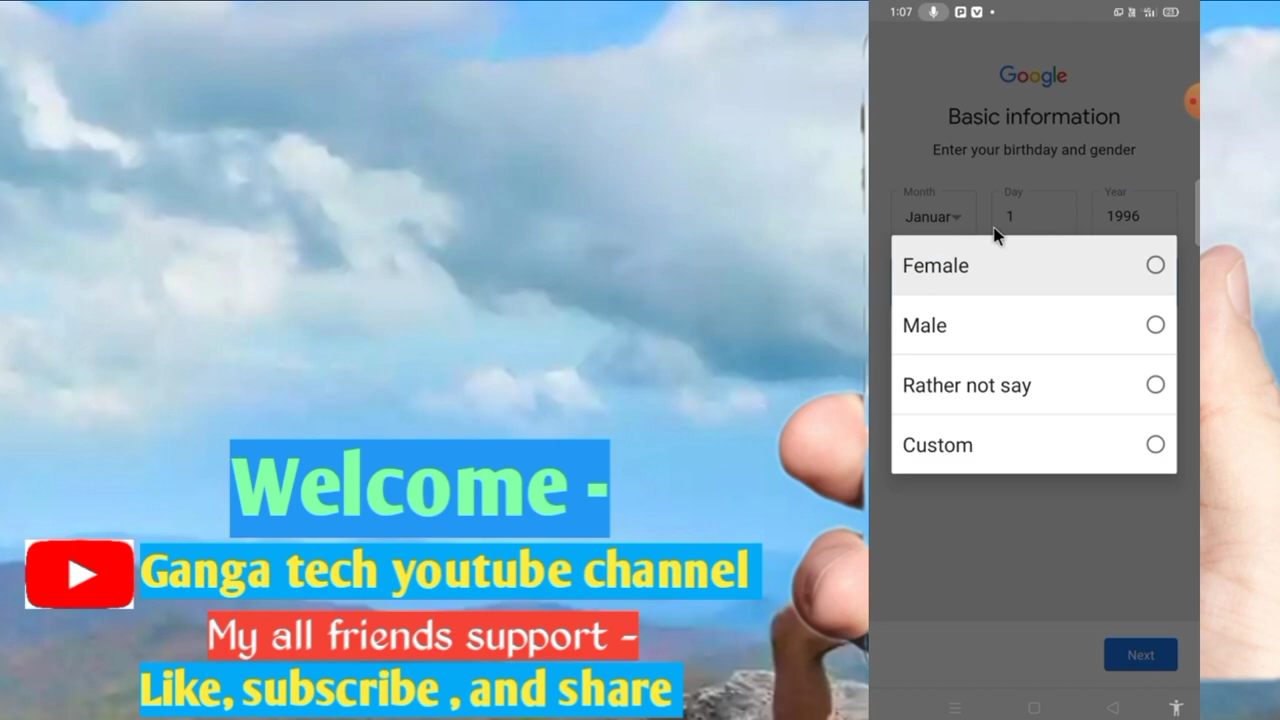 1:07
Google
Basic information
Enter your birthday and gender
Month Day Year
Januar 1 1996
Female
Male
Rather not say
Custom
Next
Welcome -
Ganga tech youtube channel
My all friends support -
Like, subscribe , and share